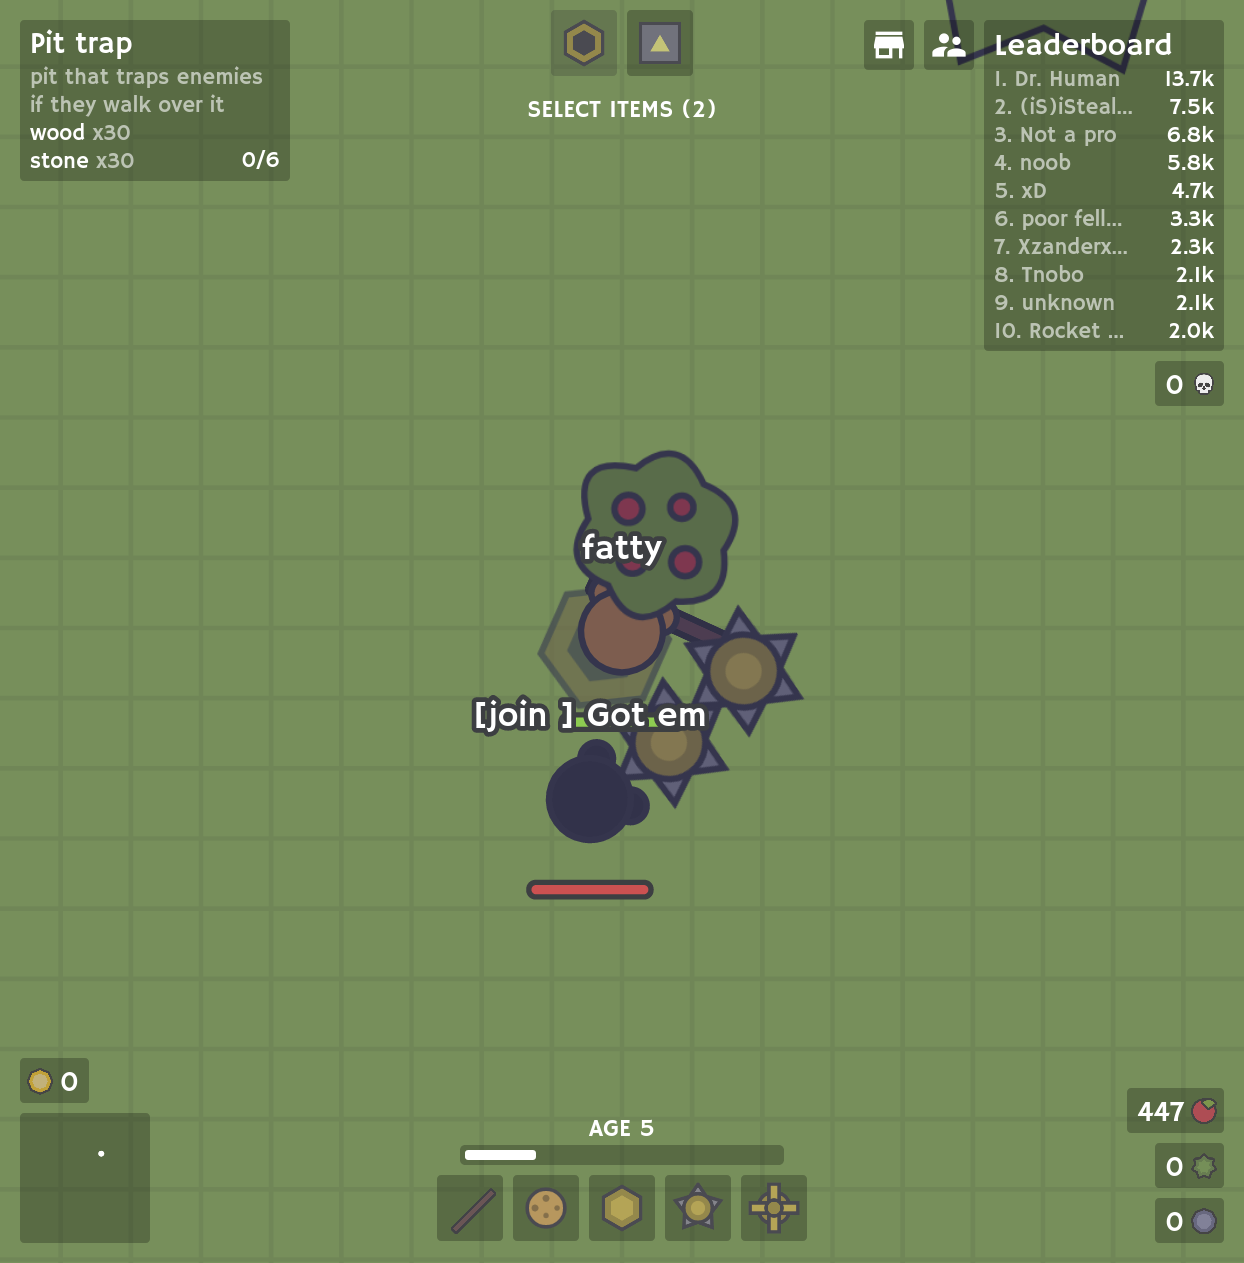 Pit trap
pit that traps enemies
if they walk over it
wood x30
stone x30
0/6
SELECT ITEMS (2)
Leaderboard
1. Dr. Human 13.7k
2. (iS)iSteal... 7.5k
3. Not a pro 6.8k
4. noob 5.8k
5. xD 4.7k
6. poor fell... 3.3k
7. Xzanderx... 2.3k
8. Tnobo 2.1k
9. unknown 2.1k
10. Rocket ... 2.0k
0
fatty
[join ] Got em
0
AGE 5
447
0
0